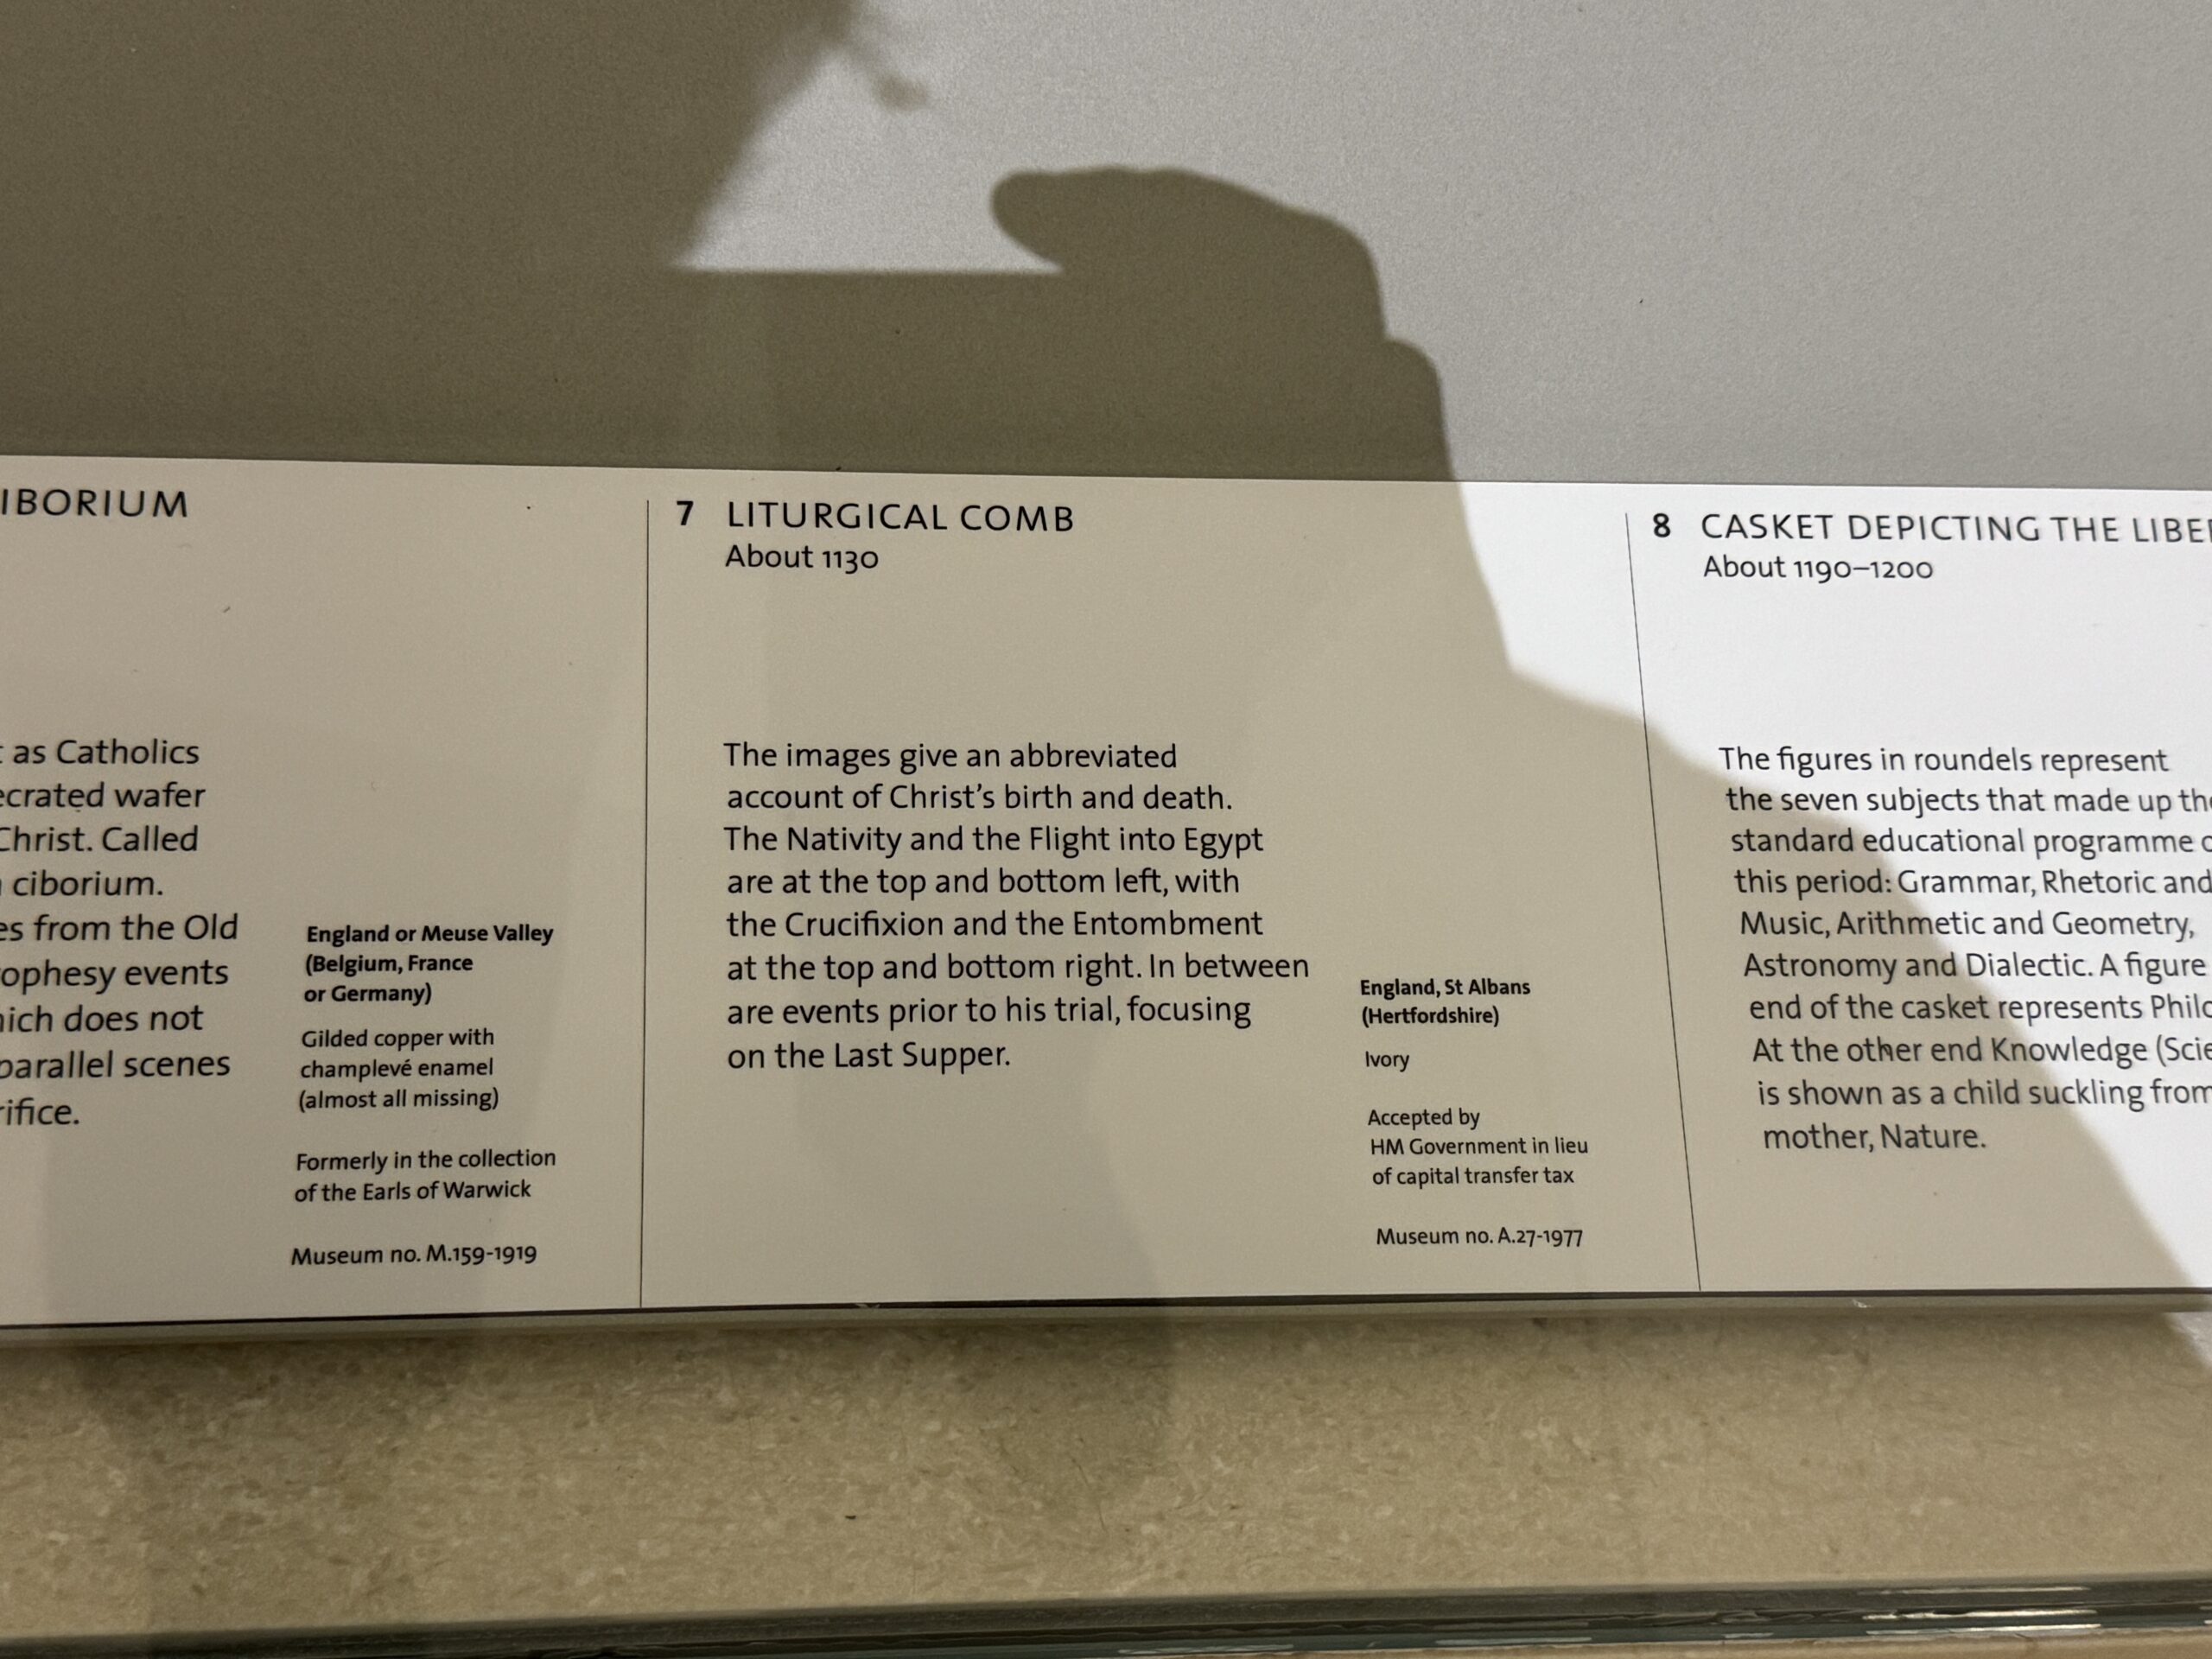 IBORIUM
as Catholics
ecrated wafer
Christ. Called
ciborium.
es from the Old
ophesy events
hich does not
parallel scenes
rifice.
England or Meuse Valley
(Belgium, France
or Germany)
Gilded copper with
champlevé enamel
(almost all missing)
Formerly in the collection
of the Earls of Warwick
Museum no. M.159-1919
7 LITURGICAL COMB
About 1130
The images give an abbreviated
account of Christ's birth and death.
The Nativity and the Flight into Egypt
are at the top and bottom left, with
the Crucifixion and the Entombment
at the top and bottom right. In between
are events prior to his trial, focusing
on the Last Supper.
England, St Albans
(Hertfordshire)
Ivory
Accepted by
HM Government in lieu
of capital transfer tax
Museum no. A.27-1977
8 CASKET DEPICTING THE LIBE
About 1190–1200
The figures in roundels represent
the seven subjects that made up th
standard educational programme
this period: Grammar, Rhetoric and
Music, Arithmetic and Geometry,
Astronomy and Dialectic. A figure
end of the casket represents Philo
At the other end Knowledge (Scie
is shown as a child suckling from
mother, Nature.